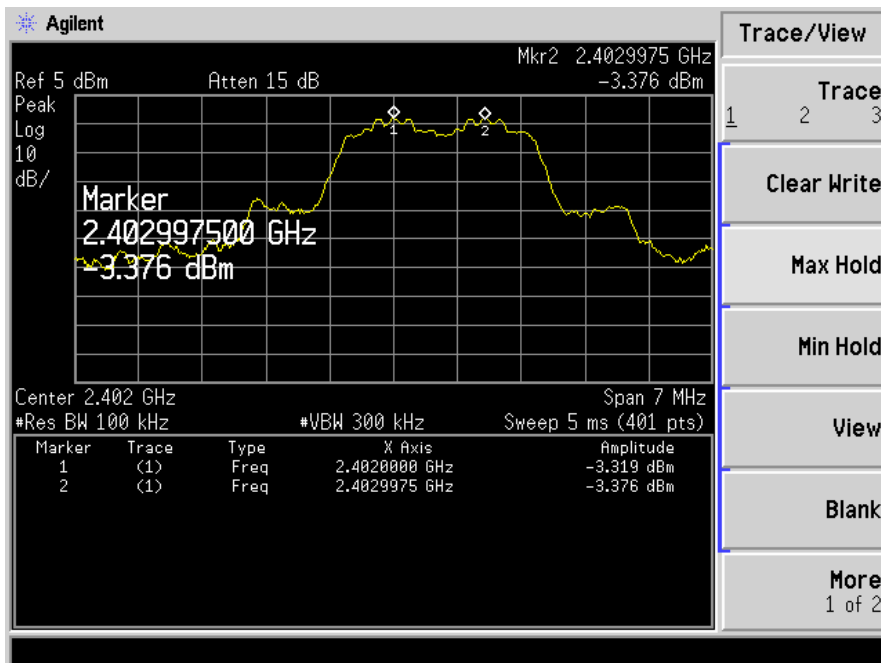 Agilent
Trace/View
Mkr2 2.4029975 GHz
Ref 5 dBm Atten 15 dB -3.376 dBm
Peak
Log
10
dB/
1 2
Marker
2.402997500 GHz
-3.376 dBm
Center 2.402 GHz Span 7 MHz
#Res BW 100 kHz #VBW 300 kHz Sweep 5 ms (401 pts)
Marker Trace Type X Axis Amplitude
1 (1) Freq 2.4020000 GHz -3.319 dBm
2 (1) Freq 2.4029975 GHz -3.376 dBm
Trace
1 2 3
Clear Write
Max Hold
Min Hold
View
Blank
More
1 of 2